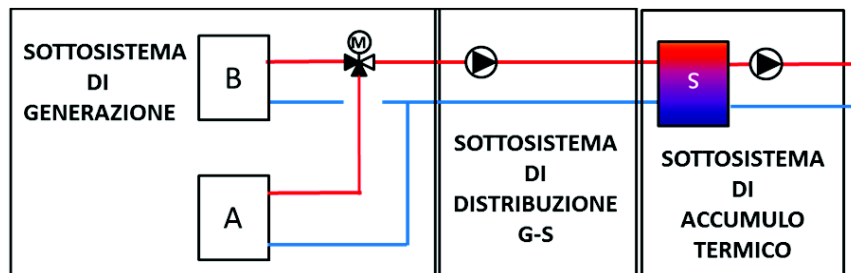 SOTTOSISTEMA
DI
GENERAZIONE
B
M
A
SOTTOSISTEMA
DI
DISTRIBUZIONE
G-S
S
SOTTOSISTEMA
DI
ACCUMULO
TERMICO